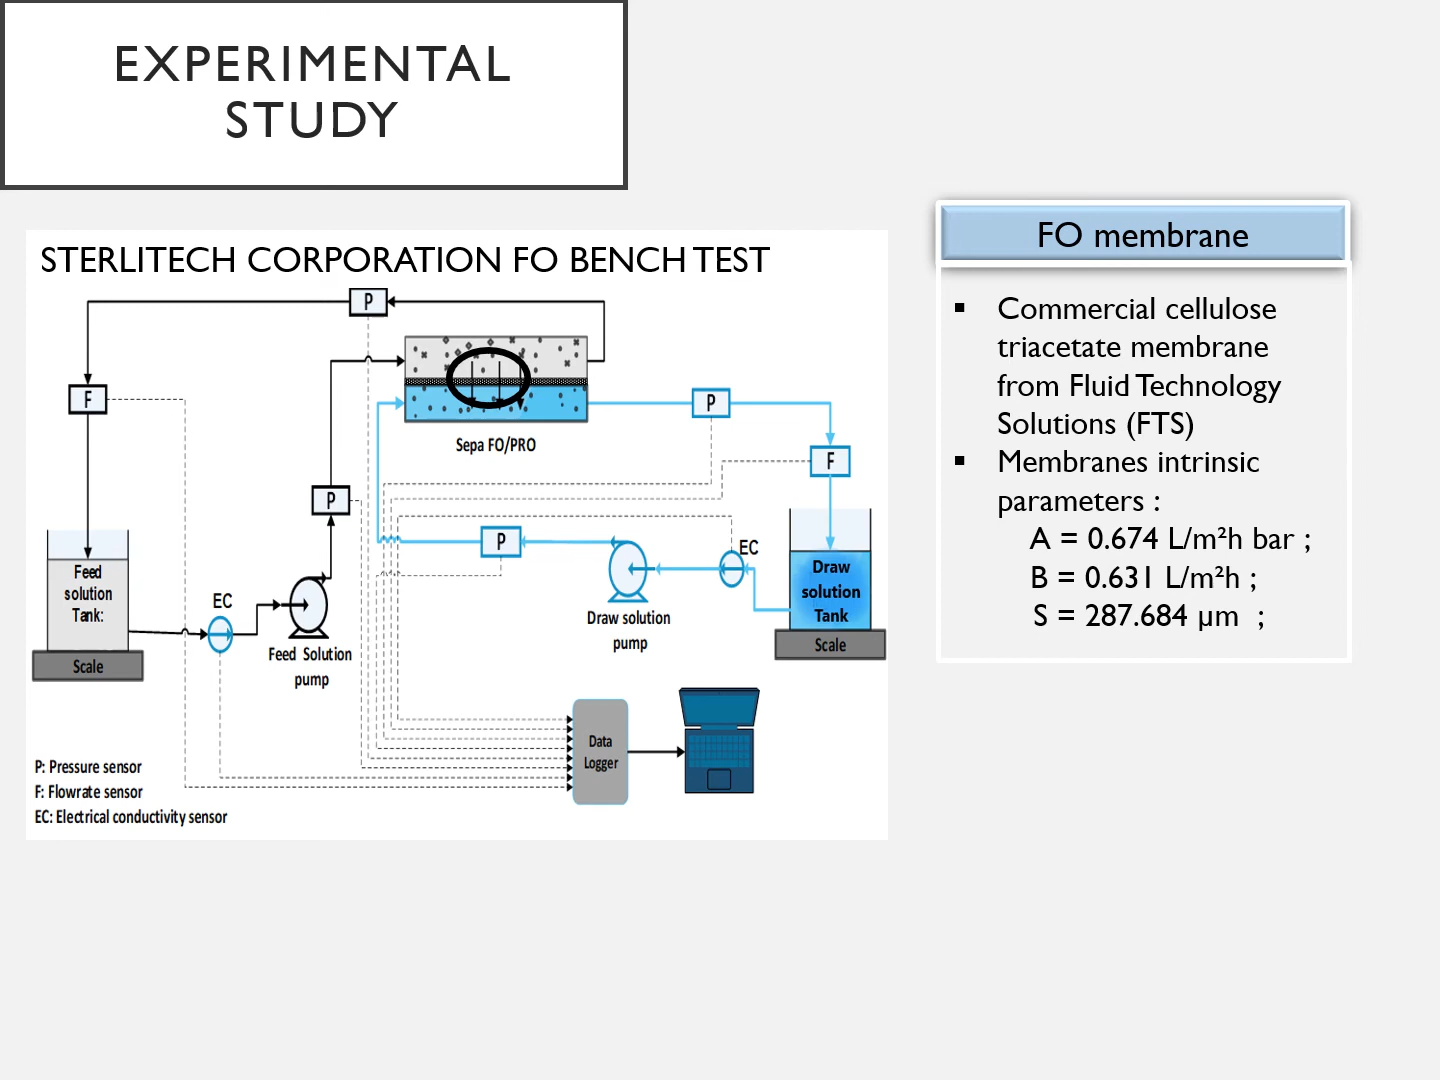 EXPERIMENTAL
STUDY
STERLITECH CORPORATION FO BENCH TEST
P
F
Sepa FO/PRO
P
F
P
P
EC
Feed
solution
Tank:
Scale
EC
Feed Solution
pump
Draw solution
pump
Draw
solution
Tank
Scale
Data
Logger
P: Pressure sensor
F: Flowrate sensor
EC: Electrical conductivity sensor
FO membrane
▪ Commercial cellulose
triacetate membrane
from Fluid Technology
Solutions (FTS)
▪ Membranes intrinsic
parameters :
A = 0.674 L/m²h bar ;
B = 0.631 L/m²h ;
S = 287.684 µm ;